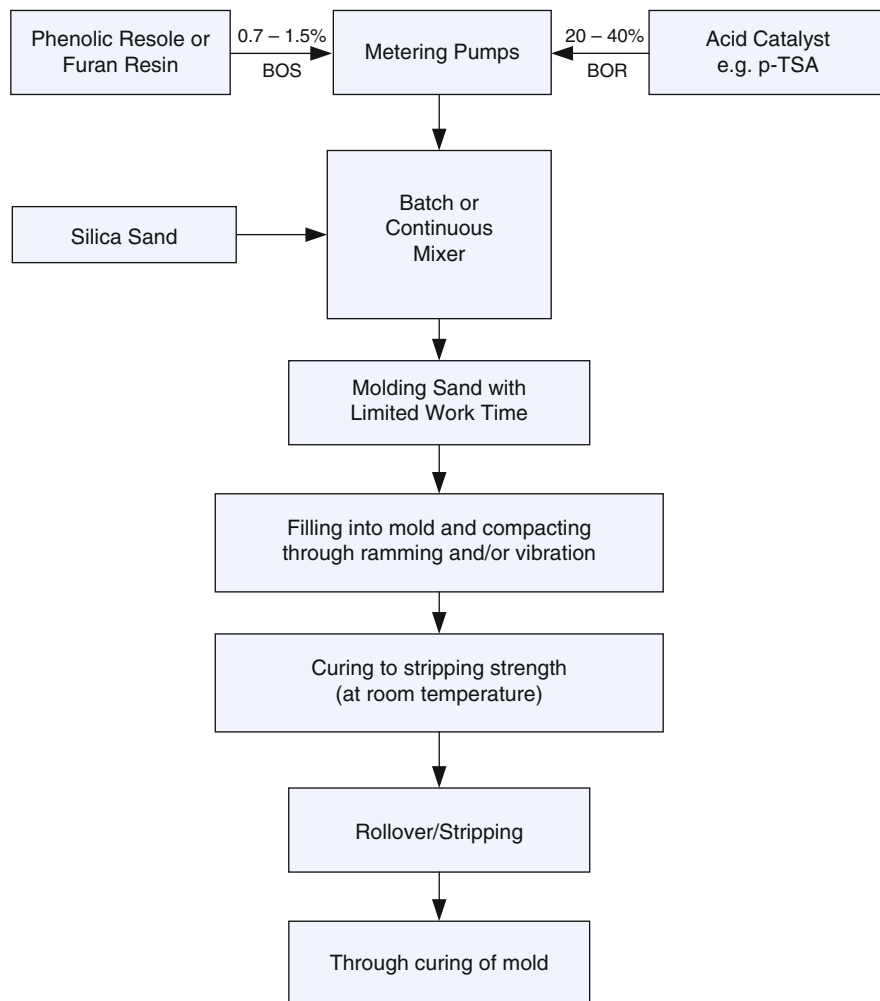 Phenolic Resole or
Furan Resin
0.7 – 1.5%
BOS
Metering Pumps
20 – 40%
BOR
Acid Catalyst
e.g. p-TSA
Silica Sand
Batch or
Continuous
Mixer
Molding Sand with
Limited Work Time
Filling into mold and compacting
through ramming and/or vibration
Curing to stripping strength
(at room temperature)
Rollover/Stripping
Through curing of mold